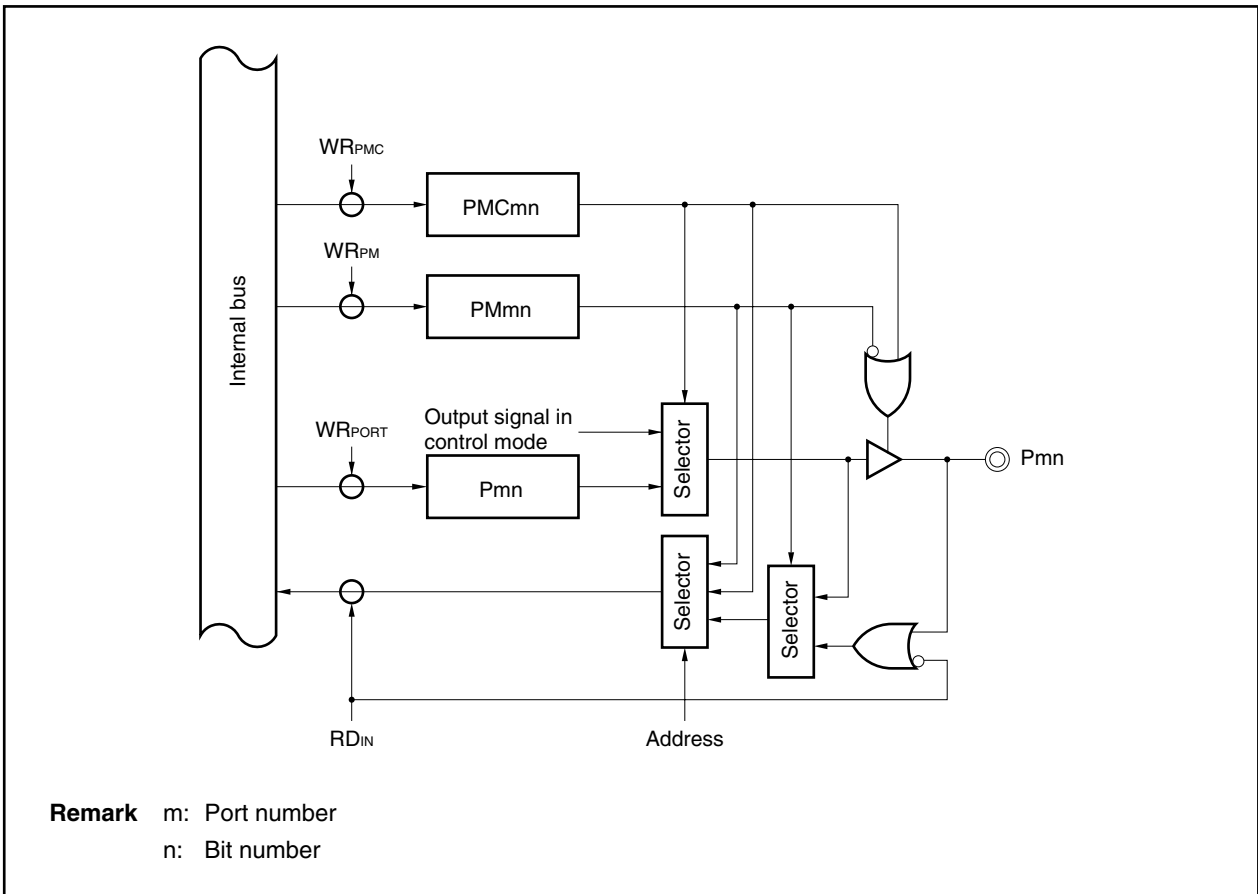 WRPMC
PMCmn
WRPM
PMmn
Internal bus
Output signal in
control mode
WRPORT
Pmn
Selector
Pmn
Selector
Selector
RDIN
Address
Remark m: Port number
n: Bit number